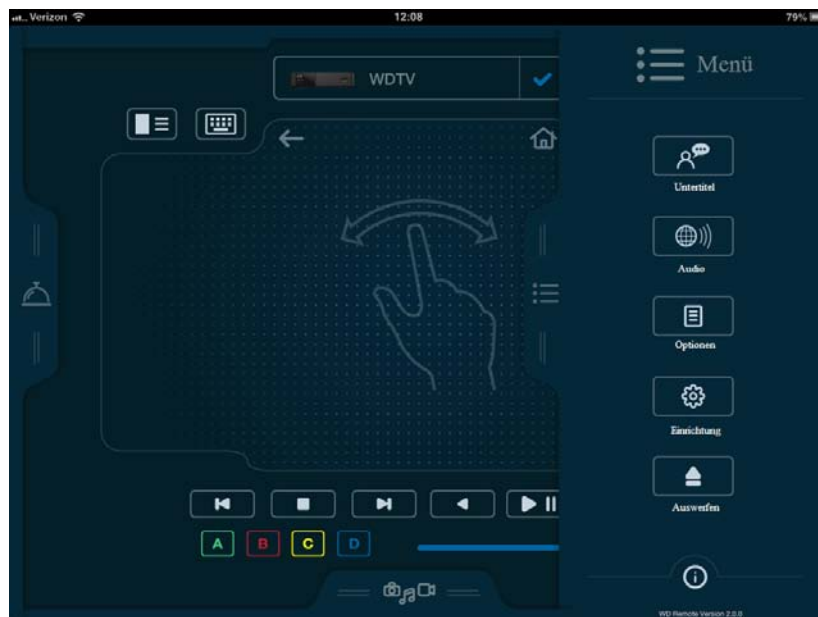 Verizon
12:08
79%
WDTV
Menü
Untertitel
Audio
Optionen
Einrichtung
Auswerfen
A B C D
WD Remote Version 2.0.0